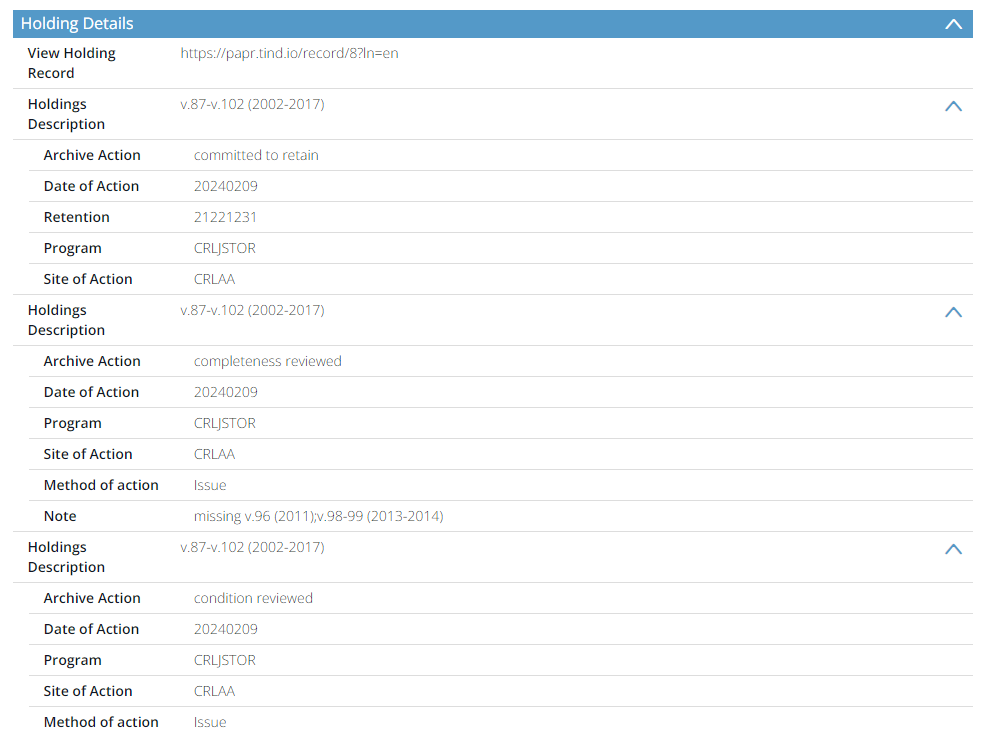 Holding Details
View Holding Record https://papr.tind.io/record/8?ln=en
Holdings Description v.87-v.102 (2002-2017)
Archive Action committed to retain
Date of Action 20240209
Retention 21221231
Program CRLJSTOR
Site of Action CRLAA
Holdings Description v.87-v.102 (2002-2017)
Archive Action completeness reviewed
Date of Action 20240209
Program CRLJSTOR
Site of Action CRLAA
Method of action Issue
Note missing v.96 (2011);v.98-99 (2013-2014)
Holdings Description v.87-v.102 (2002-2017)
Archive Action condition reviewed
Date of Action 20240209
Program CRLJSTOR
Site of Action CRLAA
Method of action Issue